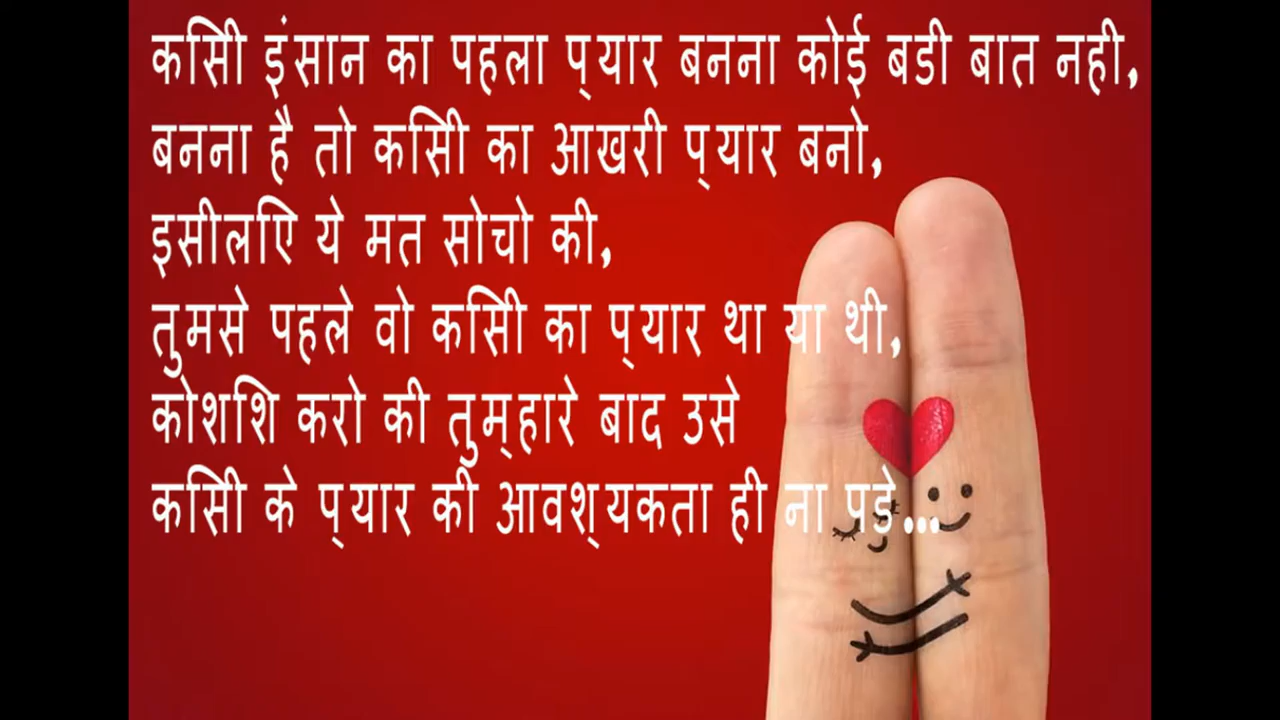 किसी इंसान का पहला प्यार बनना कोई बडी बात नही,
बनना है तो किसी का आखरी प्यार बनो,
इसीलिए ये मत सोचो की,
तुमसे पहले वो किसी का प्यार था या थी,
कोशिश करो की तुम्हारे बाद उसे
किसी के प्यार की आवश्यकता ही ना पड़े...